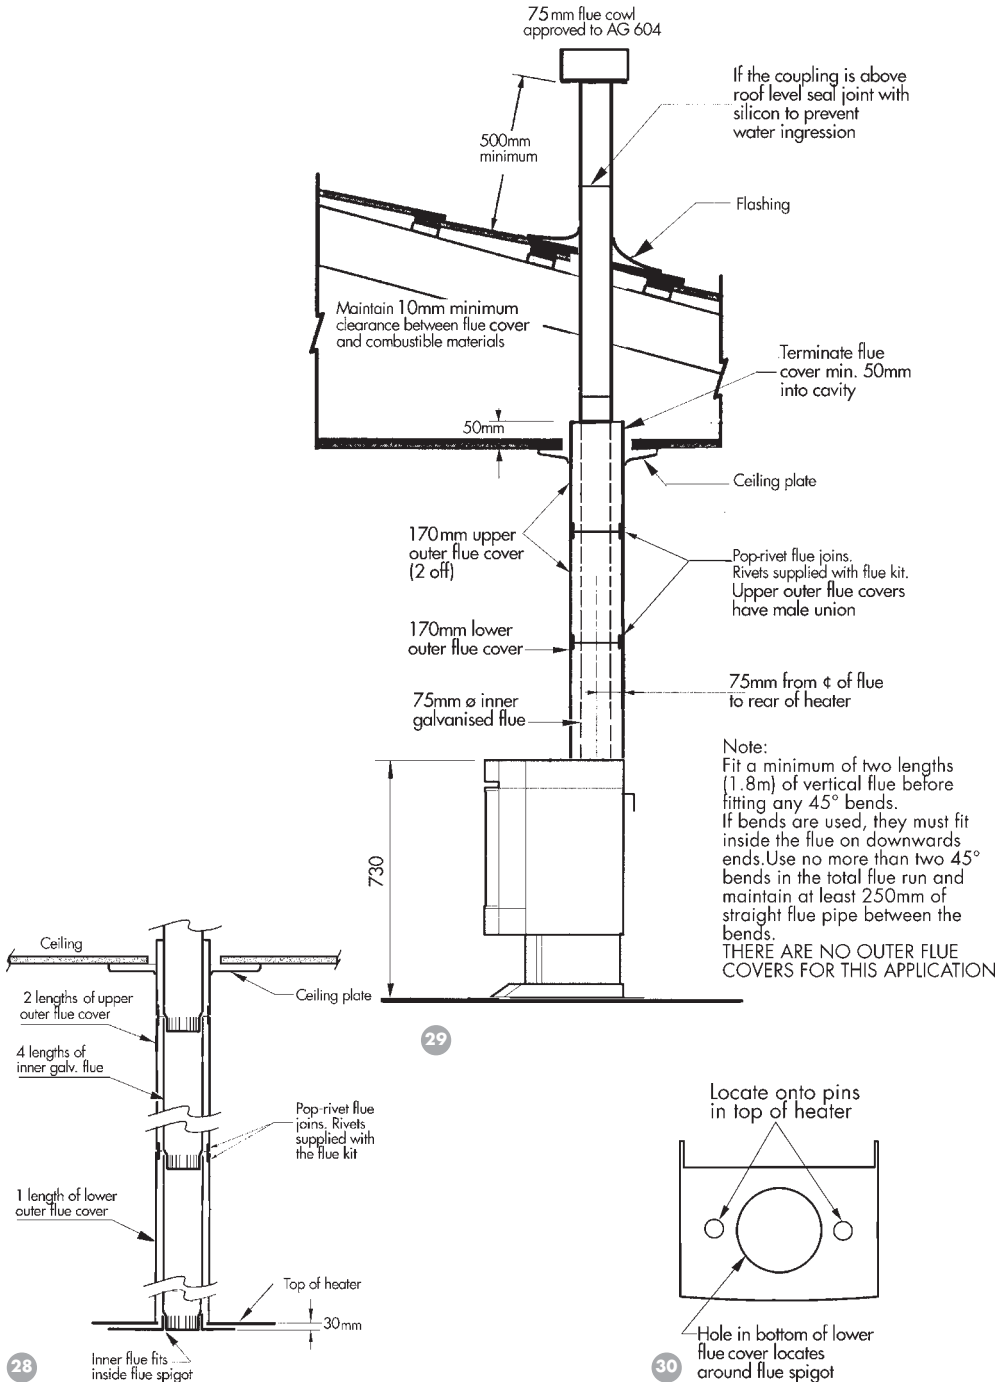 75mm flue cowl
approved to AG 604
If the coupling is above
roof level seal joint with
silicon to prevent
water ingression
500mm
minimum
Flashing
Maintain 10mm minimum
clearance between flue cover
and combustible materials
Terminate flue
cover min. 50mm
into cavity
50mm
Ceiling plate
170mm upper
outer flue cover
(2 off)
Pop-rivet flue joins.
Rivets supplied with flue kit.
Upper outer flue covers
have male union
170mm lower
outer flue cover
75mm from ¢ of flue
to rear of heater
75mm ø inner
galvanised flue
Note:
Fit a minimum of two lengths
(1.8m) of vertical flue before
fitting any 45° bends.
If bends are used, they must fit
inside the flue on downwards
ends.Use no more than two 45°
bends in the total flue run and
maintain at least 250mm of
straight flue pipe between the
bends.
THERE ARE NO OUTER FLUE
COVERS FOR THIS APPLICATION
730
29
Ceiling
Ceiling plate
2 lengths of upper
outer flue cover
4 lengths of
inner galv. flue
Pop-rivet flue
joins. Rivets
supplied with
the flue kit
1 length of lower
outer flue cover
Top of heater
30mm
Inner flue fits
inside flue spigot
28
Locate onto pins
in top of heater
Hole in bottom of lower
flue cover locates
around flue spigot
30